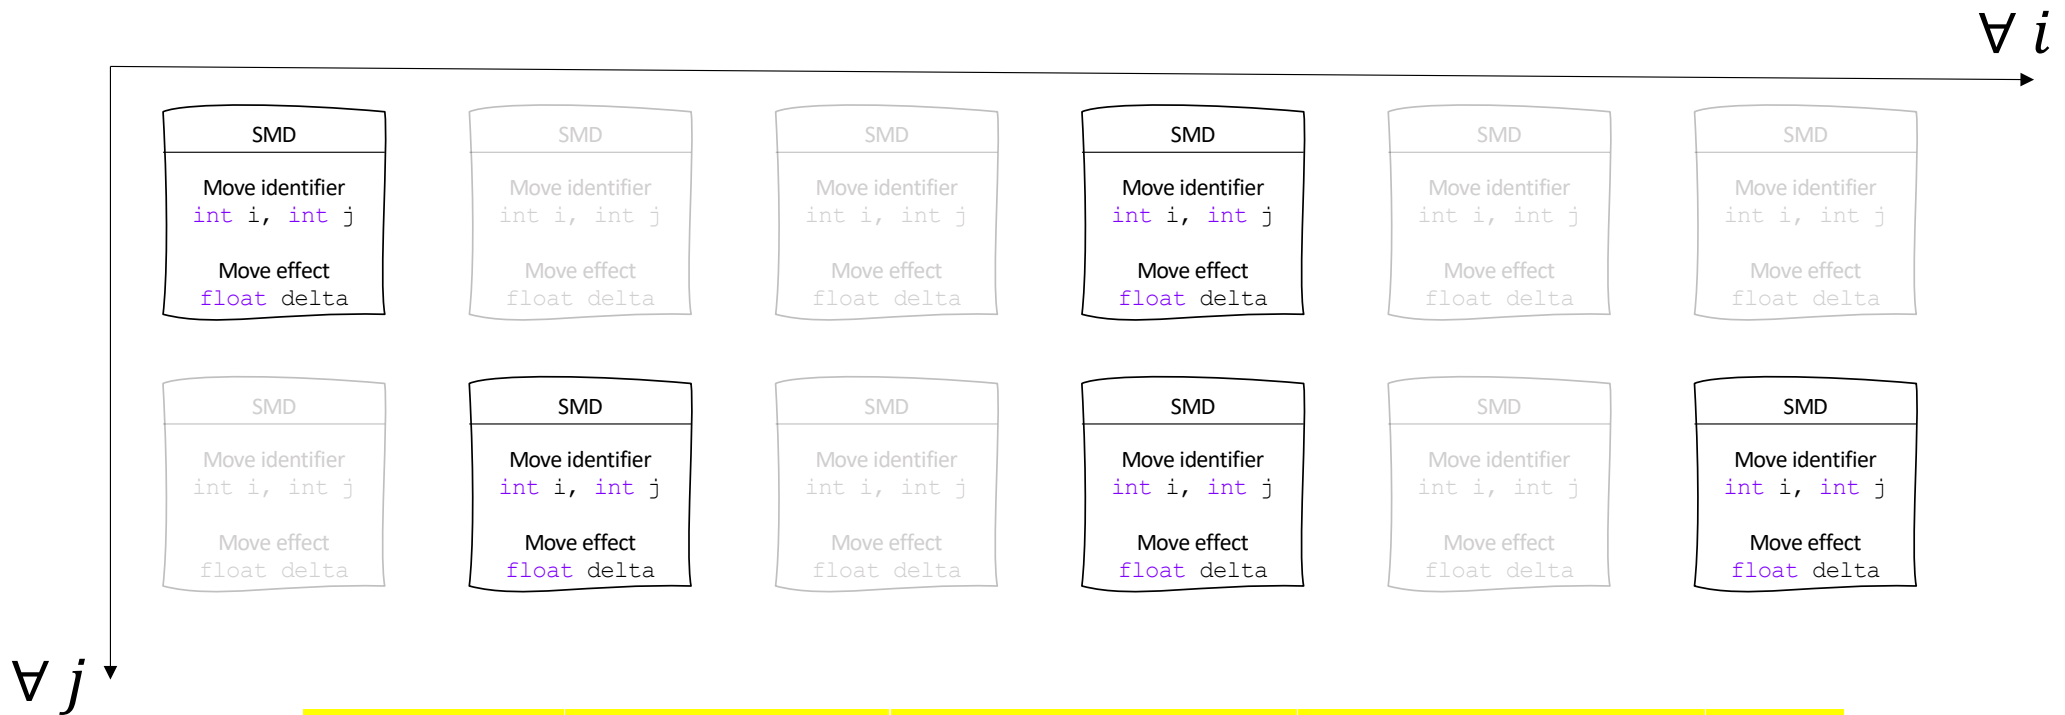 ∀ i
SMD SMD SMD SMD SMD SMD
Move identifier Move identifier Move identifier Move identifier Move identifier Move identifier
int i, int j int i, int j int i, int j int i, int j int i, int j int i, int j
Move effect Move effect Move effect Move effect Move effect Move effect
float delta float delta float delta float delta float delta float delta
SMD SMD SMD SMD SMD SMD
Move identifier Move identifier Move identifier Move identifier Move identifier Move identifier
int i, int j int i, int j int i, int j int i, int j int i, int j int i, int j
Move effect Move effect Move effect Move effect Move effect Move effect
float delta float delta float delta float delta float delta float delta
∀ j